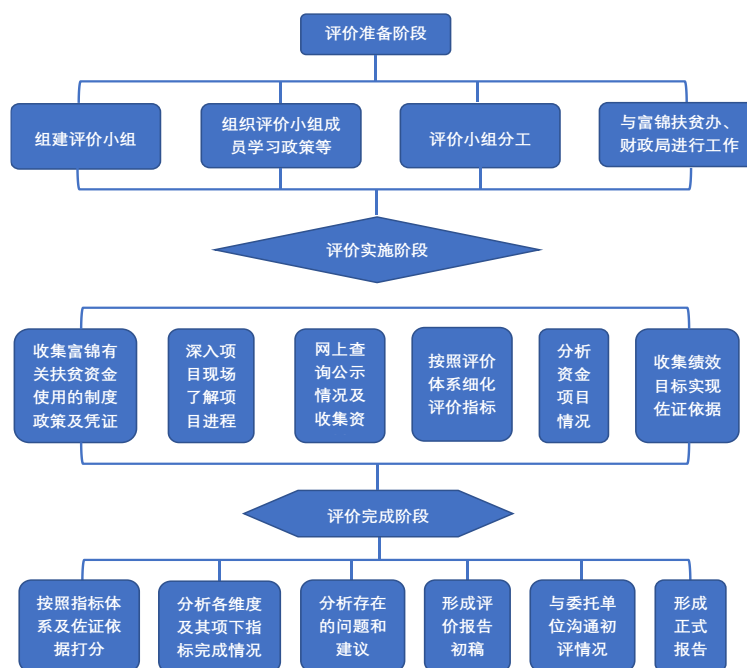 评价准备阶段
组建评价小组
组织评价小组成
员学习政策等
评价小组分工
与富锦扶贫办、
财政局进行工作
评价实施阶段
收集富锦有
关扶贫资金
使用的制度
政策及凭证
深入项
目现场
了解项
目进程
网上查
询公示
情况及
收集资
按照评价
体系细化
评价指标
分析
资金
项目
情况
收集绩效
目标实现
佐证依据
评价完成阶段
按照指标体
系及佐证依
据打分
分析各维度
及其项下指
标完成情况
分析存在
的问题和
建议
形成评
价报告
初稿
与委托单
位沟通初
评情况
形成
正式
报告